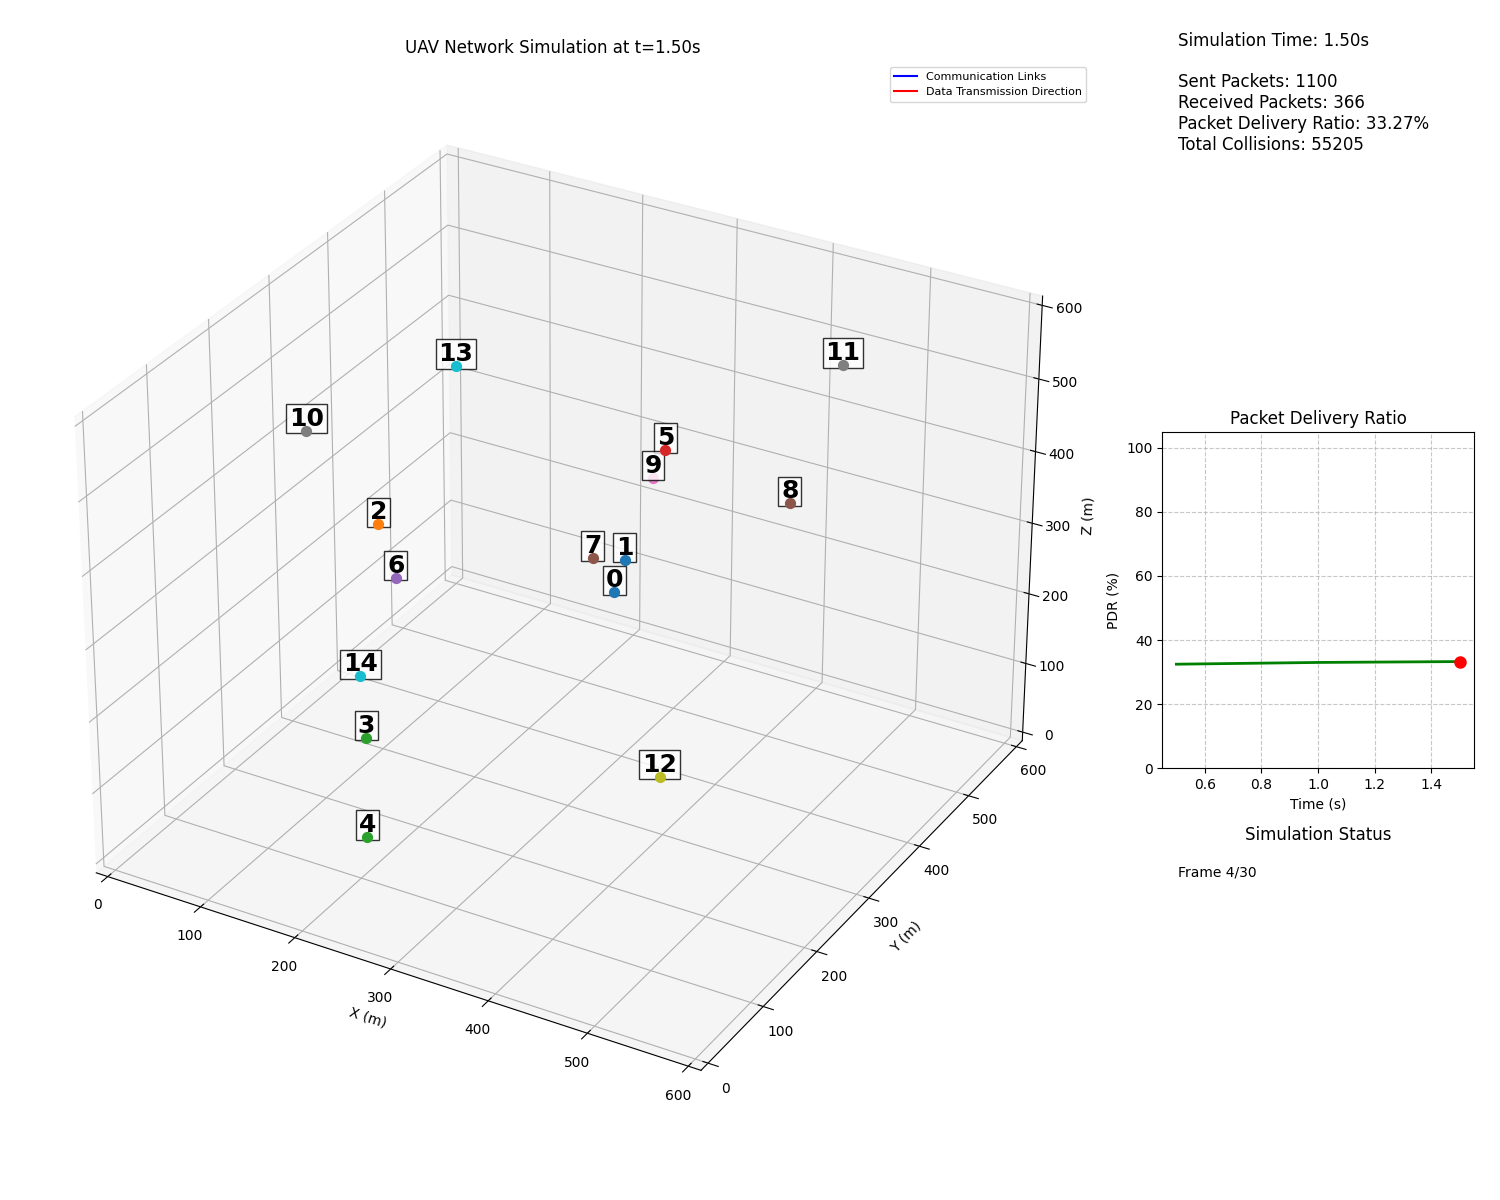 UAV Network Simulation at t=1.50s
Communication Links
Data Transmission Direction
Simulation Time: 1.50s
Sent Packets: 1100
Received Packets: 366
Packet Delivery Ratio: 33.27%
Total Collisions: 55205
13
11
10
5
9
8
2
7
1
6
0
14
3
12
4
0
100
200
300
400
500
600
X (m)
0
100
200
300
400
500
600
Y (m)
600
500
400
300
200
100
0
Z (m)
Packet Delivery Ratio
100
80
60
40
20
0
PDR (%)
0.6
0.8
1.0
1.2
1.4
Time (s)
Simulation Status
Frame 4/30